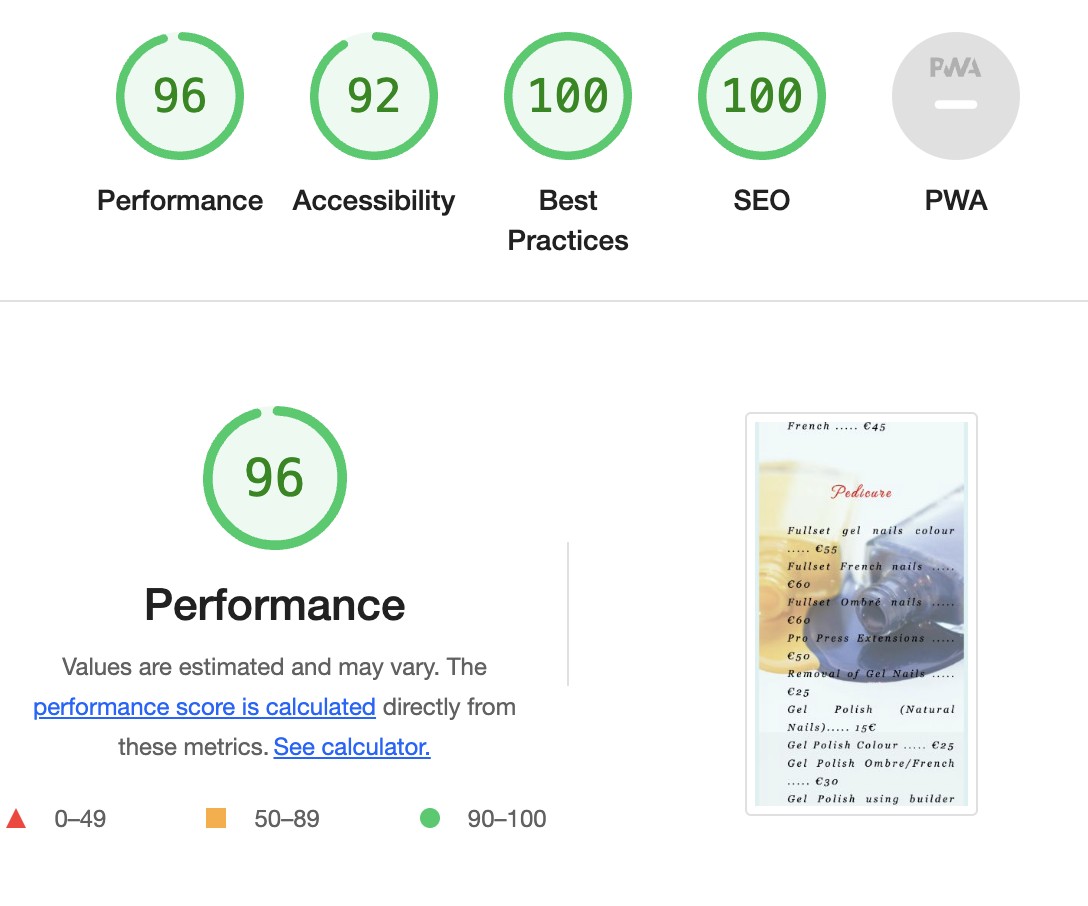 96
92
100
100
PWA
Performance
Accessibility
Best
Practices
SEO
PWA
96
Performance
Values are estimated and may vary. The
performance score is calculated directly from
these metrics. See calculator.
0–49
50–89
90–100
French ..... €45
Pedicure
Fullset gel nails colour
..... €55
Fullset French nails .....
€60
Fullset Ombré nails .....
€60
Pro Press Extensions .....
€50
Removal of Gel Nails .....
€25
Gel Polish (Natural
Nails)..... 15€
Gel Polish Colour ..... €25
Gel Polish Ombre/French
..... €30
Gel Polish using builder